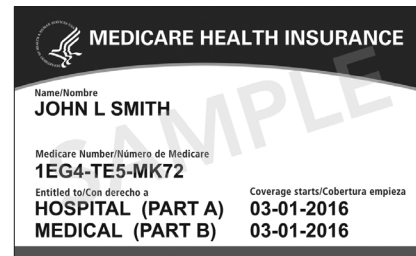 MEDICARE HEALTH INSURANCE
SAMPLE
Name/Nombre
JOHN L SMITH
Medicare Number/Número de Medicare
1EG4-TE5-MK72
Entitled to/Con derecho a Coverage starts/Cobertura empieza
HOSPITAL (PART A) 03-01-2016
MEDICAL (PART B) 03-01-2016